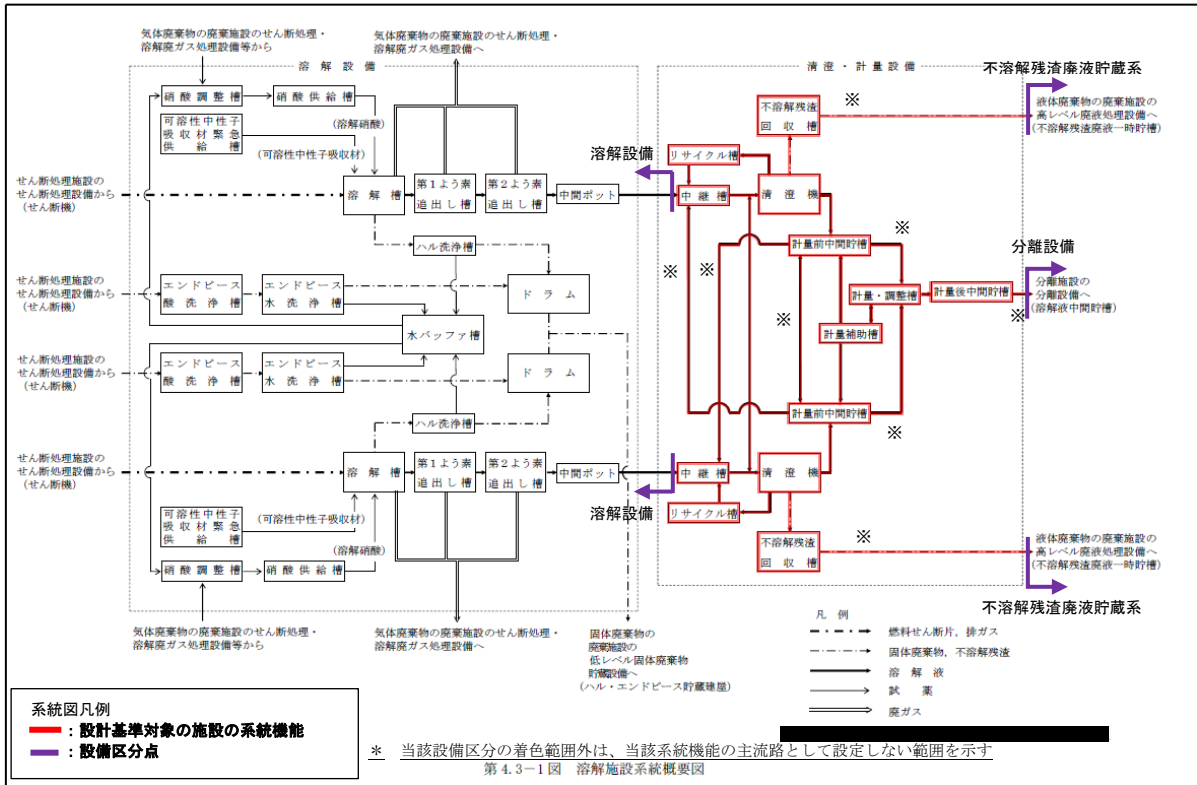 気体廃棄物の廃棄施設のせん断処理・
溶解廃ガス処理設備等から
気体廃棄物の廃棄施設のせん断処理・
溶解廃ガス処理設備へ
溶 解 設 備
清 澄 ・ 計 量 設 備
不溶解残渣廃液貯蔵系
硝 酸 調 整 槽
硝 酸 供 給 槽
(溶解硝酸)
可溶性中性子
吸収材緊急
供 給 槽
(可溶性中性子吸収材)
不溶解残渣
回 収 槽
※
液体廃棄物の廃棄施設の
高レベル廃液処理設備へ
(不溶解残渣廃液一時貯槽)
せん断処理施設の
せん断処理設備から
(せん断機)
溶 解 槽
第1よう素
追出し槽
第2よう素
追出し槽
中間ポット
溶解設備
リサイクル槽
中 継 槽
清 澄 機
ハル洗浄槽
計量前中間貯槽
※
※
※
※
せん断処理施設の
せん断処理設備から
(せん断機)
エンドピース
酸 洗 浄 槽
エンドピース
水 洗 浄 槽
ド ラ ム
計量・調整槽
計量後中間貯槽
※
分離設備
分離施設の
分離設備へ
(溶解液中間貯槽)
水バッファ槽
計量補助槽
せん断処理施設の
せん断処理設備から
(せん断機)
エンドピース
酸 洗 浄 槽
エンドピース
水 洗 浄 槽
ド ラ ム
ハル洗浄槽
計量前中間貯槽
※
せん断処理施設の
せん断処理設備から
(せん断機)
溶 解 槽
第1よう素
追出し槽
第2よう素
追出し槽
中間ポット
溶解設備
中 継 槽
清 澄 機
リサイクル槽
可溶性中性子
吸収材緊急
供 給 槽
(可溶性中性子吸収材)
(溶解硝酸)
硝 酸 調 整 槽
硝 酸 供 給 槽
不溶解残渣
回 収 槽
※
液体廃棄物の廃棄施設の
高レベル廃液処理設備へ
(不溶解残渣廃液一時貯槽)
不溶解残渣廃液貯蔵系
気体廃棄物の廃棄施設のせん断処理・
溶解廃ガス処理設備等から
気体廃棄物の廃棄施設のせん断処理・
溶解廃ガス処理設備へ
固体廃棄物の
廃棄施設の
低レベル固体廃棄物
貯蔵設備へ
(ハル・エンドピース貯蔵建屋)
凡 例
燃料せん断片，排ガス
固体廃棄物，不溶解残渣
溶 解 液
試 薬
廃ガス
系統図凡例
：設計基準対象の施設の系統機能
：設備区分点
＊ 当該設備区分の着色範囲外は、当該系統機能の主流路として設定しない範囲を示す
第 4.3－1 図 溶解施設系統概要図